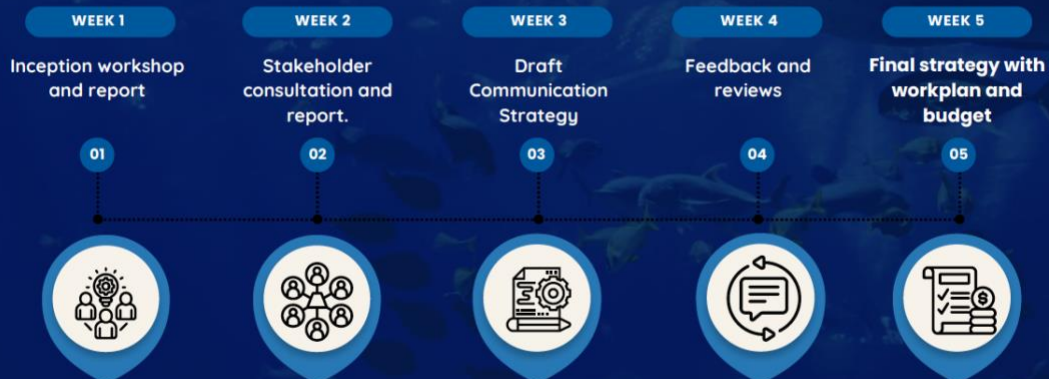 WEEK 1
Inception workshop
and report
01
WEEK 2
Stakeholder
consultation and
report.
02
WEEK 3
Draft
Communication
Strategy
03
WEEK 4
Feedback and
reviews
04
WEEK 5
Final strategy with
workplan and
budget
05
$